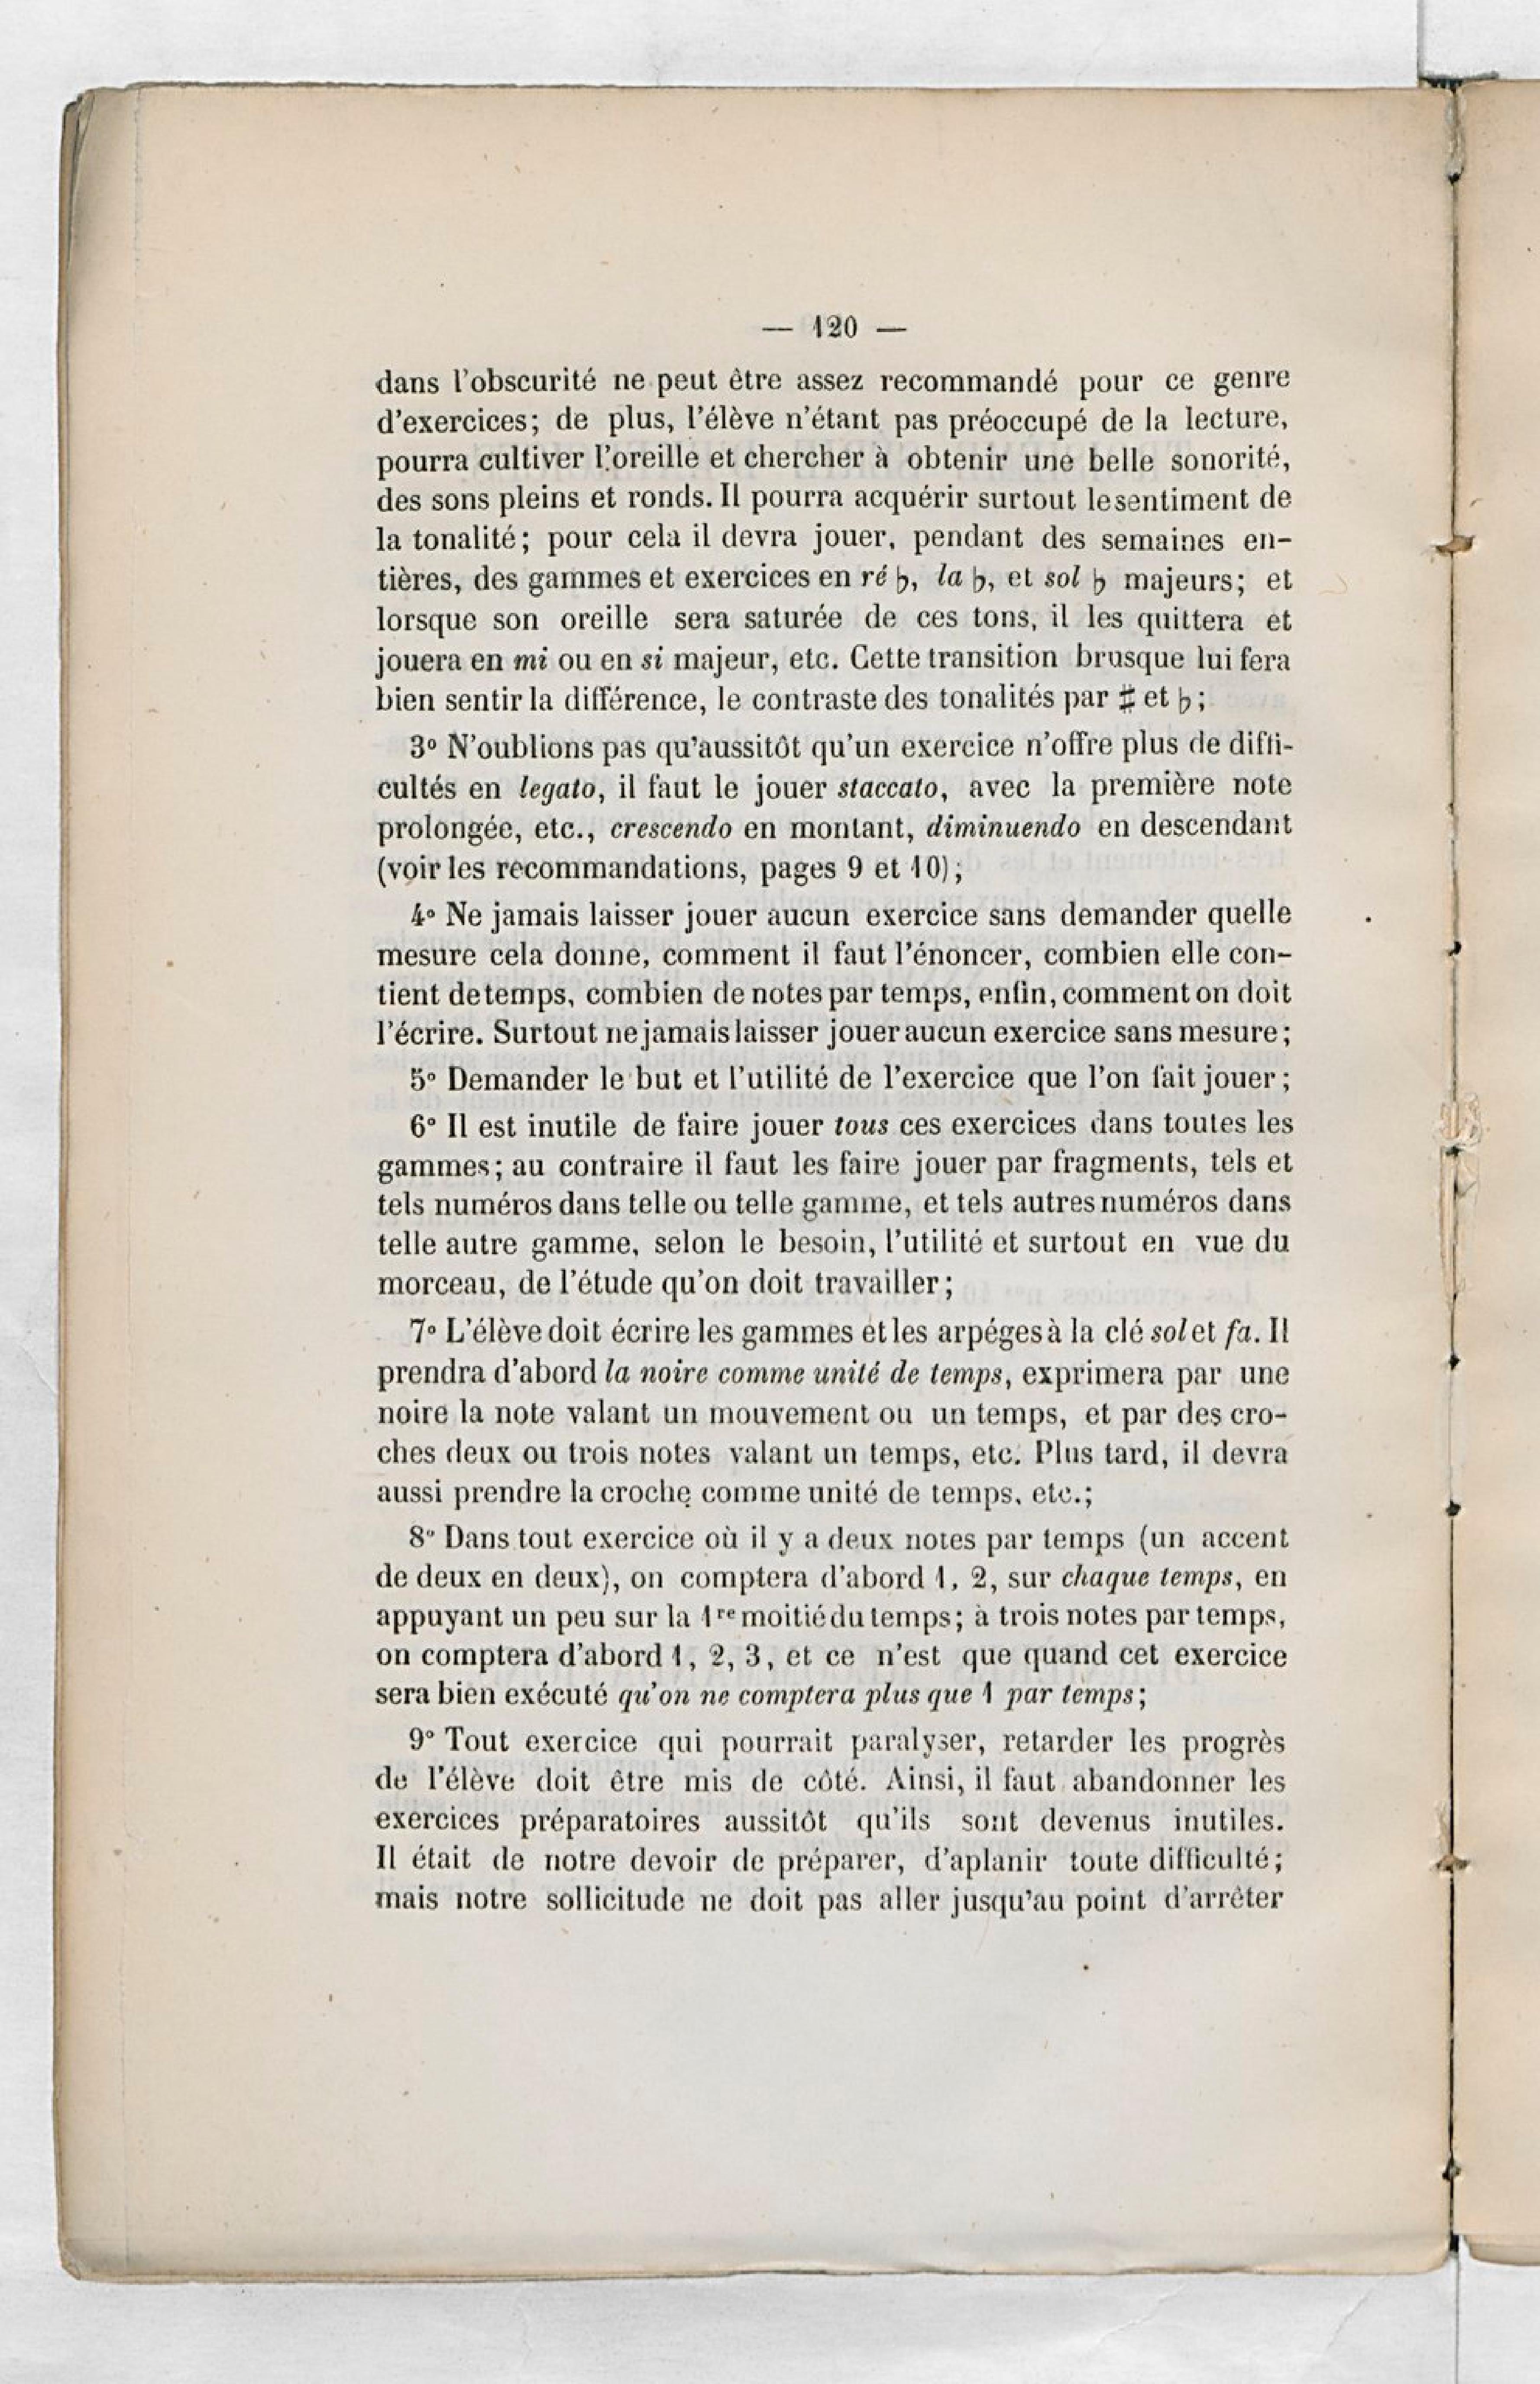 — 120 —
dans l'obscurité ne peut être assez recommandé pour ce genre
d'exercices; de plus, l'élève n'étant pas préoccupé de la lecture,
pourra cultiver l'oreille et chercher à obtenir une belle sonorité,
des sons pleins et ronds. Il pourra acquérir surtout le sentiment de
la tonalité; pour cela il devra jouer, pendant des semaines en-
tières, des gammes et exercices en ré ♭, la ♭, et sol ♭ majeurs; et
lorsque son oreille sera saturée de ces tons, il les quittera et
jouera en mi ou en si majeur, etc. Cette transition brusque lui fera
bien sentir la différence, le contraste des tonalités par ♯ et ♭;
3° N'oublions pas qu'aussitôt qu'un exercice n'offre plus de diffi-
cultés en legato, il faut le jouer staccato, avec la première note
prolongée, etc., crescendo en montant, diminuendo en descendant
(voir les recommandations, pages 9 et 10);
4° Ne jamais laisser jouer aucun exercice sans demander quelle
mesure cela donne, comment il faut l'énoncer, combien elle con-
tient de temps, combien de notes par temps, enfin, comment on doit
l'écrire. Surtout ne jamais laisser jouer aucun exercice sans mesure;
5° Demander le but et l'utilité de l'exercice que l'on fait jouer;
6° Il est inutile de faire jouer tous ces exercices dans toutes les
gammes; au contraire il faut les faire jouer par fragments, tels et
tels numéros dans telle ou telle gamme, et tels autres numéros dans
telle autre gamme, selon le besoin, l'utilité et surtout en vue du
morceau, de l'étude qu'on doit travailler;
7° L'élève doit écrire les gammes et les arpéges à la clé sol et fa. Il
prendra d'abord la noire comme unité de temps, exprimera par une
noire la note valant un mouvement ou un temps, et par des cro-
ches deux ou trois notes valant un temps, etc. Plus tard, il devra
aussi prendre la croche comme unité de temps, etc.;
8° Dans tout exercice où il y a deux notes par temps (un accent
de deux en deux), on comptera d'abord 1, 2, sur chaque temps, en
appuyant un peu sur la 1re moitié du temps; à trois notes par temps,
on comptera d'abord 1, 2, 3, et ce n'est que quand cet exercice
sera bien exécuté qu'on ne comptera plus que 1 par temps;
9° Tout exercice qui pourrait paralyser, retarder les progrès
de l'élève doit être mis de côté. Ainsi, il faut abandonner les
exercices préparatoires aussitôt qu'ils sont devenus inutiles.
Il était de notre devoir de préparer, d'aplanir toute difficulté;
mais notre sollicitude ne doit pas aller jusqu'au point d'arrêter